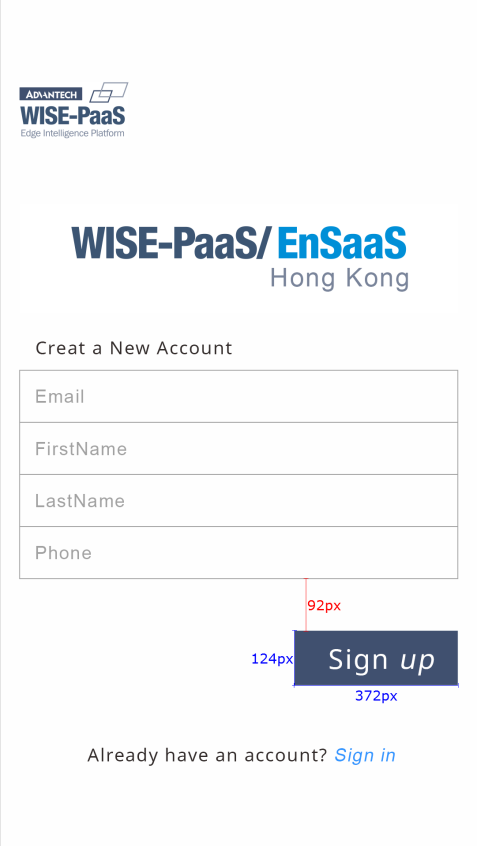 ADVANTECH
WISE-PaaS
Edge Intelligence Platform
WISE-PaaS/EnSaaS
Hong Kong
Creat a New Account
Email
FirstName
LastName
Phone
92px
124px
Sign up
372px
Already have an account? Sign in